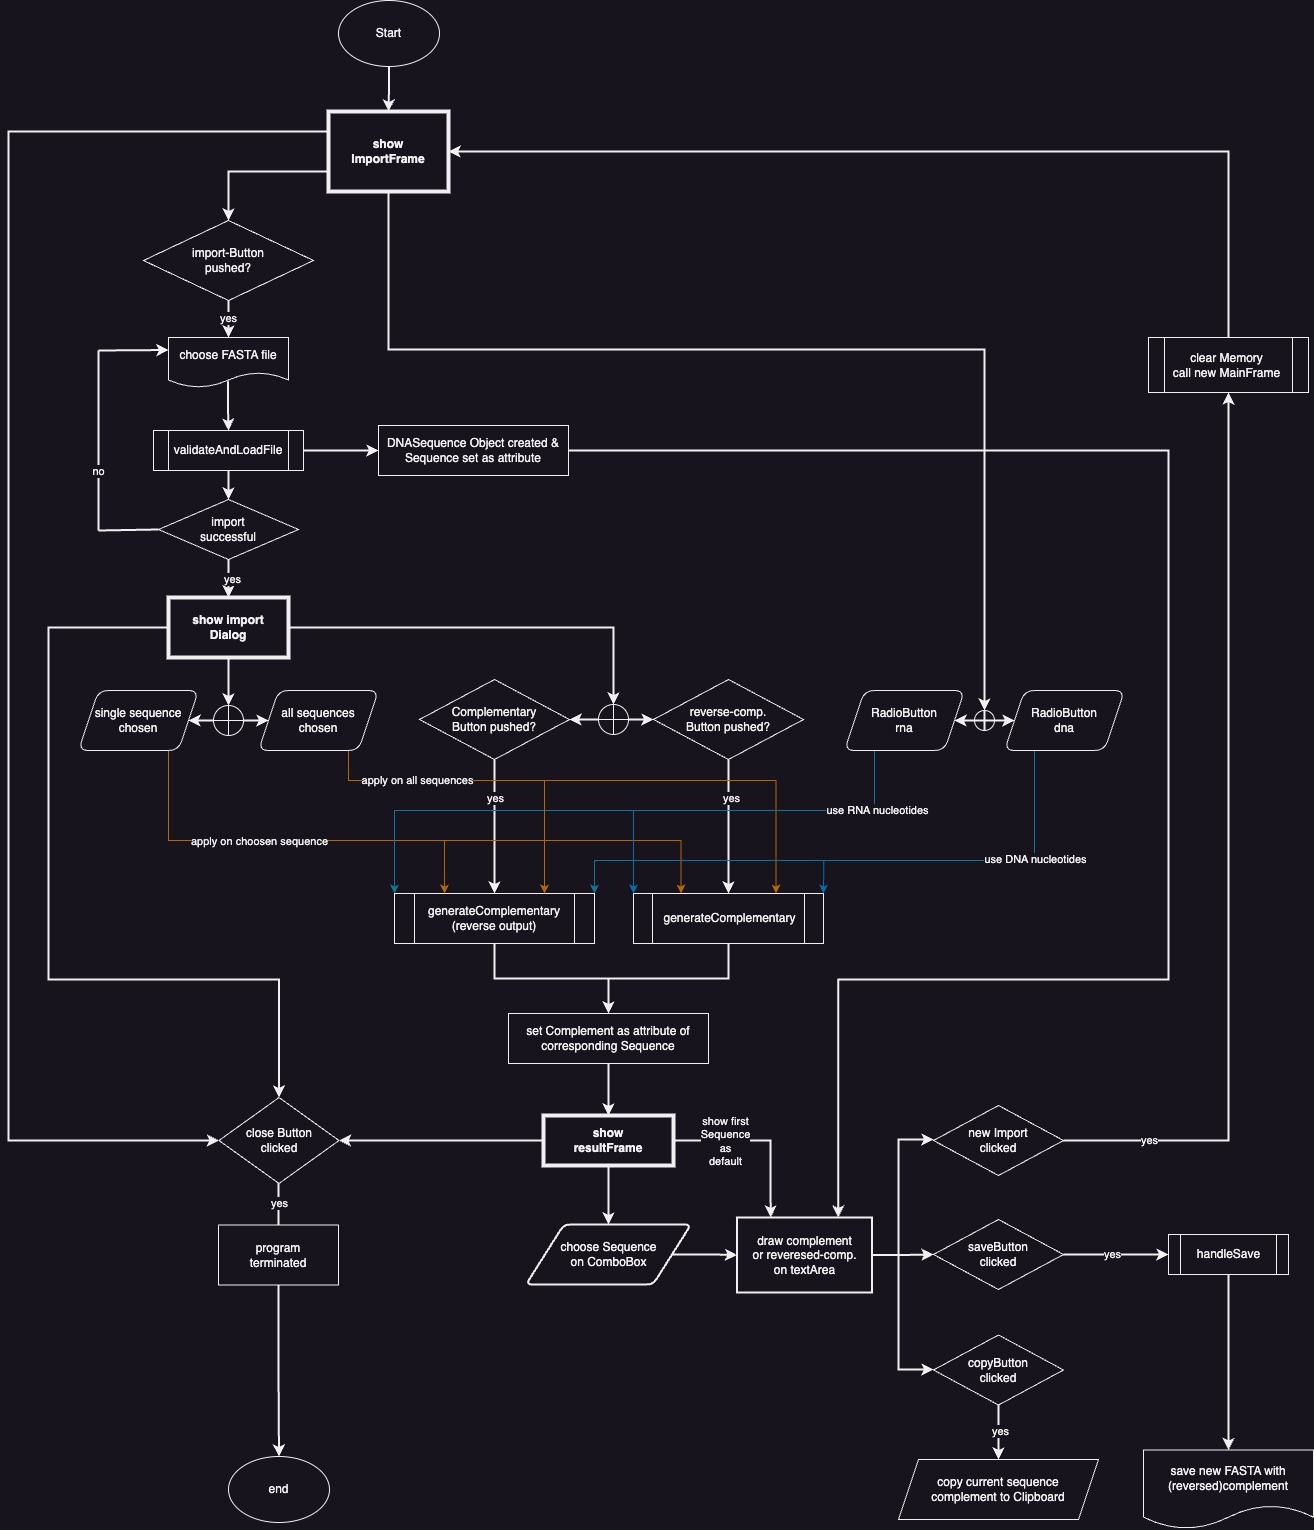 Start
show
ImportFrame
import-Button
pushed?
yes
choose FASTA file
clear Memory
call new MainFrame
validateAndLoadFile
DNASequence Object created &
Sequence set as attribute
no
import
successful
yes
show import
Dialog
single sequence
chosen
all sequences
chosen
Complementary
Button pushed?
reverse-comp.
Button pushed?
RadioButton
rna
RadioButton
dna
apply on all sequences
yes
yes
use RNA nucleotides
apply on choosen sequence
use DNA nucleotides
generateComplementary
(reverse output)
generateComplementary
set Complement as attribute of
corresponding Sequence
close Button
clicked
show
resultFrame
show first
Sequence
as
default
new Import
clicked
yes
yes
program
terminated
choose Sequence
on ComboBox
draw complement
or reveresed-comp.
on textArea
saveButton
clicked
yes
handleSave
copyButton
clicked
yes
end
copy current sequence
complement to Clipboard
save new FASTA with
(reversed)complement